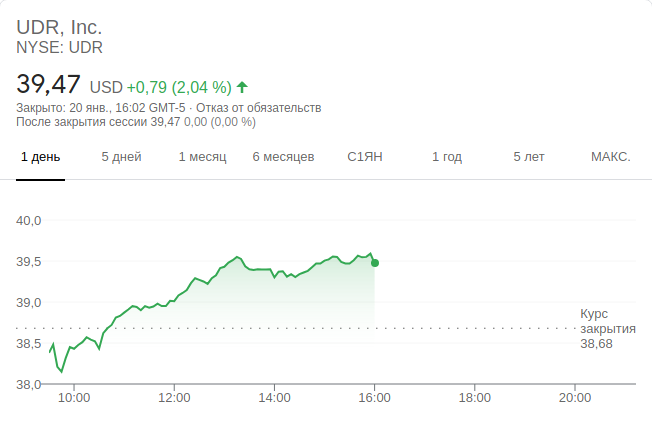 UDR, Inc.
NYSE: UDR
39,47 USD +0,79 (2,04 %)
Закрыто: 20 янв., 16:02 GMT-5 · Отказ от обязательств
После закрытия сессии 39,47 0,00 (0,00 %)
1 день 5 дней 1 месяц 6 месяцев С1ЯН 1 год 5 лет МАКС.
40,0
39,5
39,0
Курс
закрытия
38,68
38,5
38,0
10:00 12:00 14:00 16:00 18:00 20:00